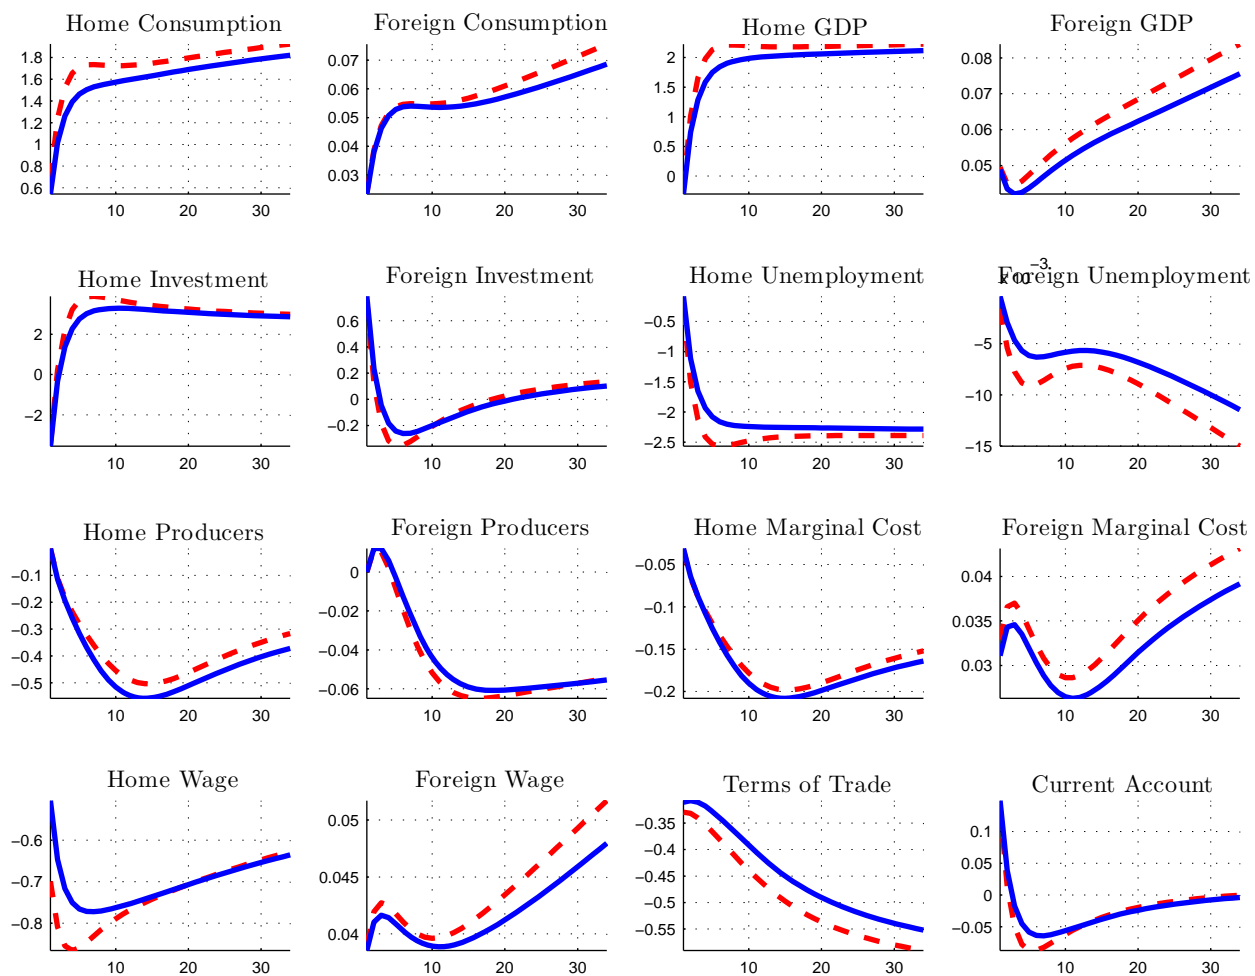 Home Consumption
1.8
1.6
1.4
1.2
1
0.8
0.6
10 20 30
Foreign Consumption
0.07
0.06
0.05
0.04
0.03
10 20 30
Home GDP
2
1.5
1
0.5
0
10 20 30
Foreign GDP
0.08
0.07
0.06
0.05
10 20 30
Home Investment
2
0
−2
10 20 30
Foreign Investment
0.6
0.4
0.2
0
−0.2
10 20 30
Home Unemployment
−0.5
−1
−1.5
−2
−2.5
10 20 30
x 10−3
Foreign Unemployment
−5
−10
−15
10 20 30
Home Producers
−0.1
−0.2
−0.3
−0.4
−0.5
10 20 30
Foreign Producers
0
−0.02
−0.04
−0.06
10 20 30
Home Marginal Cost
−0.05
−0.1
−0.15
−0.2
10 20 30
Foreign Marginal Cost
0.04
0.035
0.03
10 20 30
Home Wage
−0.6
−0.7
−0.8
10 20 30
Foreign Wage
0.05
0.045
0.04
10 20 30
Terms of Trade
−0.35
−0.4
−0.45
−0.5
−0.55
10 20 30
Current Account
0.1
0.05
0
−0.05
10 20 30